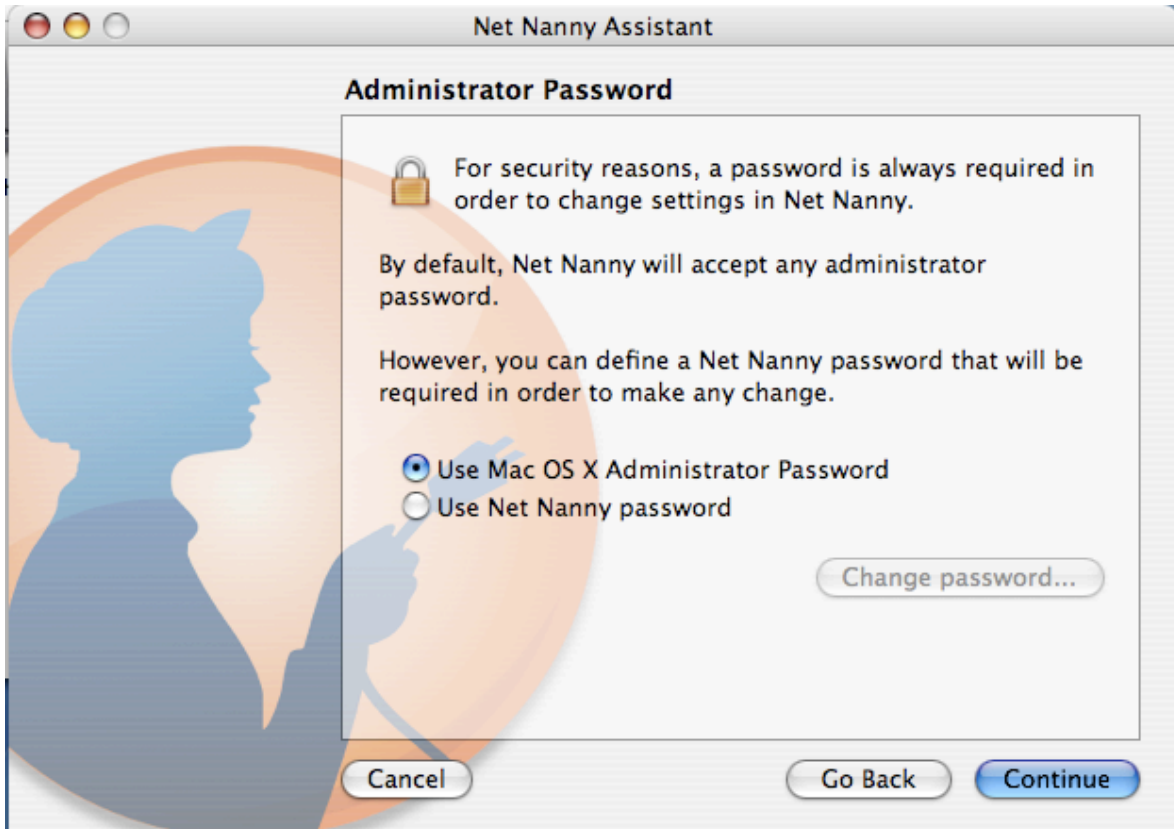 Net Nanny Assistant
Administrator Password
For security reasons, a password is always required in
order to change settings in Net Nanny.
By default, Net Nanny will accept any administrator
password.
However, you can define a Net Nanny password that will be
required in order to make any change.
Use Mac OS X Administrator Password
Use Net Nanny password
Change password...
Cancel
Go Back
Continue